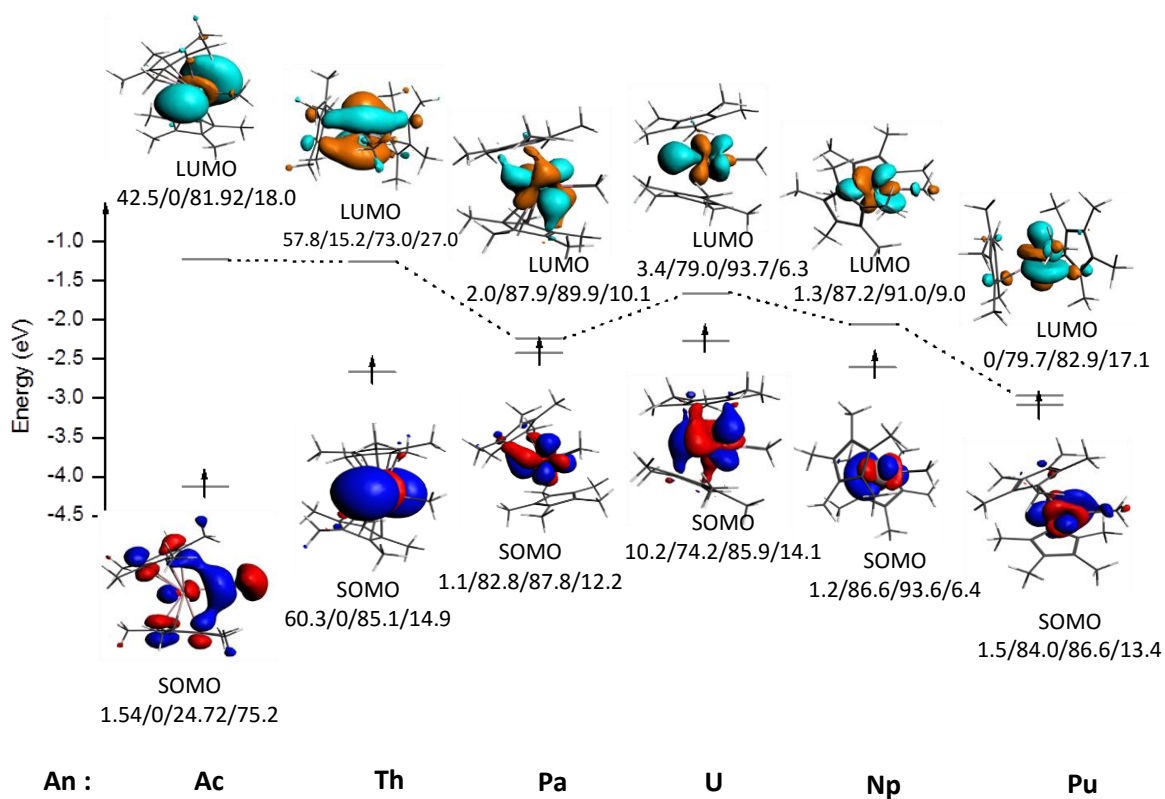 LUMO
42.5/0/81.92/18.0
LUMO
57.8/15.2/73.0/27.0
LUMO
2.0/87.9/89.9/10.1
LUMO
3.4/79.0/93.7/6.3
LUMO
1.3/87.2/91.0/9.0
LUMO
0/79.7/82.9/17.1
Energy (eV)
-1.0
-1.5
-2.0
-2.5
-3.0
-3.5
-4.0
-4.5
SOMO
1.54/0/24.72/75.2
SOMO
60.3/0/85.1/14.9
SOMO
1.1/82.8/87.8/12.2
SOMO
10.2/74.2/85.9/14.1
SOMO
1.2/86.6/93.6/6.4
SOMO
1.5/84.0/86.6/13.4
An : Ac Th Pa U Np Pu